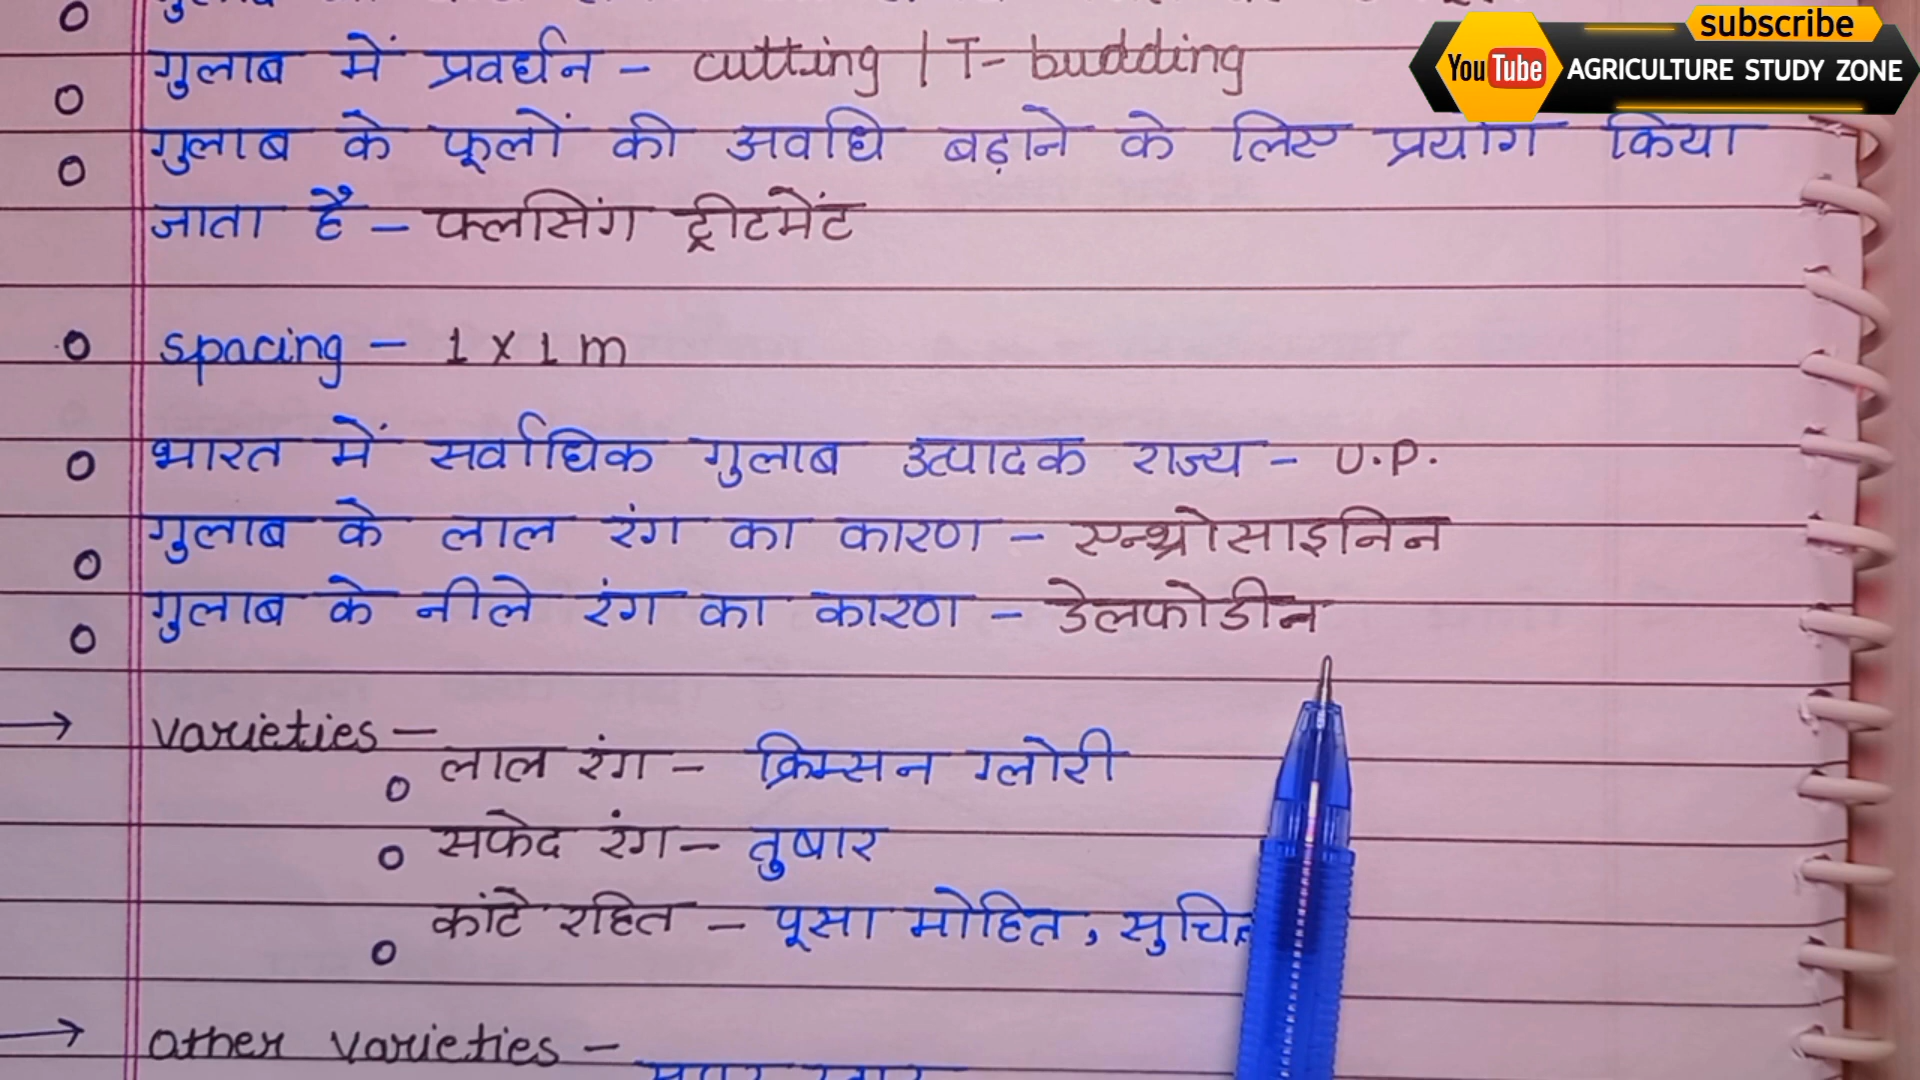 subscribe
YouTube AGRICULTURE STUDY ZONE
गुलाब में प्रवर्धन - cutting / T-budding
गुलाब के फूलों की अवधि बढ़ाने के लिए प्रयोग किया
जाता है - फ्लसिंग ट्रीटमेंट
spacing - 1 x 1 m
भारत में सर्वाधिक गुलाब उत्पादक राज्य - U.P.
गुलाब के लाल रंग का कारण - एन्थ्रोसाइनिन
गुलाब के नीले रंग का कारण - डेलफोडीन
→ varieties -
लाल रंग - क्रिम्सन ग्लोरी
सफेद रंग - तुषार
कांटे रहित - पूसा मोहित,
→ other varieties -